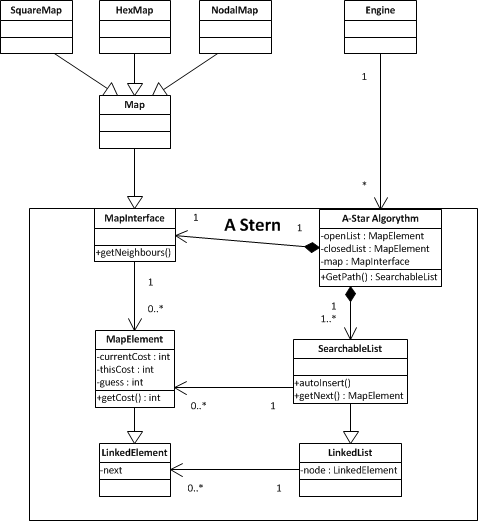 SquareMap
HexMap
NodalMap
Engine
Map
1
*
MapInterface
+getNeighbours()
1
A Stern
1
A-Star Algorythm
-openList : MapElement
-closedList : MapElement
-map : MapInterface
+GetPath() : SearchableList
1
0..*
1
1..*
MapElement
-currentCost : int
-thisCost : int
-guess : int
+getCost() : int
SearchableList
+autoInsert()
+getNext() : MapElement
0..*
1
LinkedElement
-next
LinkedList
-node : LinkedElement
0..*
1